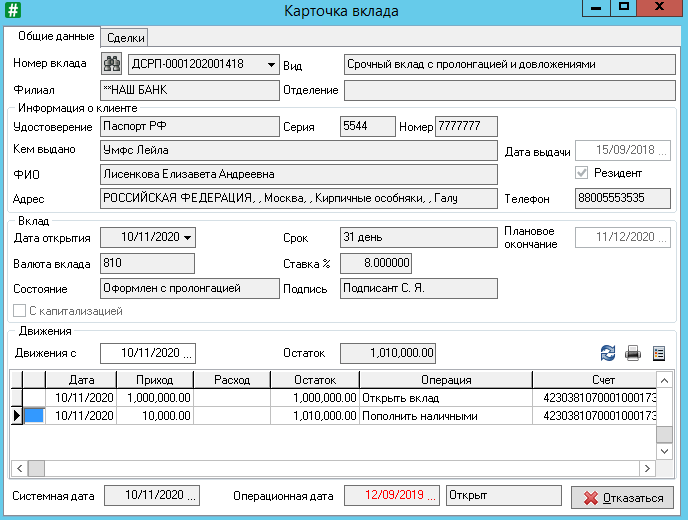 Карточка вклада
Общие данные Сделки
Номер вклада ДСРП-0001202001418 Вид Срочный вклад с пролонгацией и довложениями
Филиал **НАШ БАНК Отделение
Информация о клиенте
Удостоверение Паспорт РФ Серия 5544 Номер 7777777
Кем выдано Умфс Лейла Дата выдачи 15/09/2018 ...
ФИО Лисенкова Елизавета Андреевна Резидент
Адрес РОССИЙСКАЯ ФЕДЕРАЦИЯ, , Москва, , Кирпичные особняки, , Галу Телефон 88005553535
Вклад
Дата открытия 10/11/2020 Срок 31 день Плановое окончание 11/12/2020 ...
Валюта вклада 810 Ставка % 8.000000
Состояние Оформлен с пролонгацией Подпись Подписант С. Я.
С капитализацией
Движения
Движения с 10/11/2020 ... Остаток 1,010,000.00
Дата Приход Расход Остаток Операция Счет
10/11/2020 1,000,000.00 1,000,000.00 Открыть вклад 4230381070001000173
10/11/2020 10,000.00 1,010,000.00 Пополнить наличными 4230381070001000173
Системная дата 10/11/2020 ... Операционная дата 12/09/2019 ... Открыт Отказаться